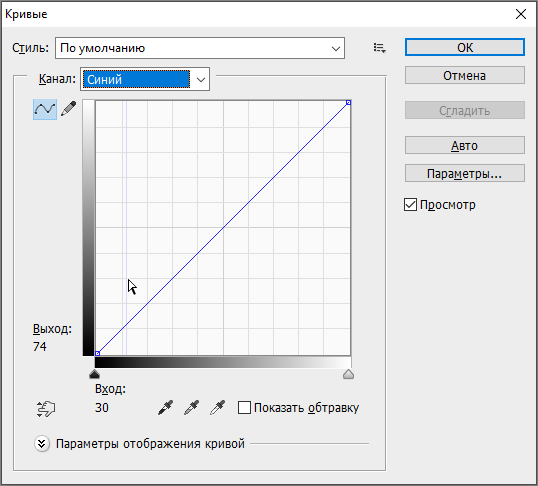 Кривые
Стиль: По умолчанию
OK
Канал: Синий
Отмена
Сгладить
Авто
Параметры...
Просмотр
Выход:
74
Вход:
30
Показать обтравку
Параметры отображения кривой